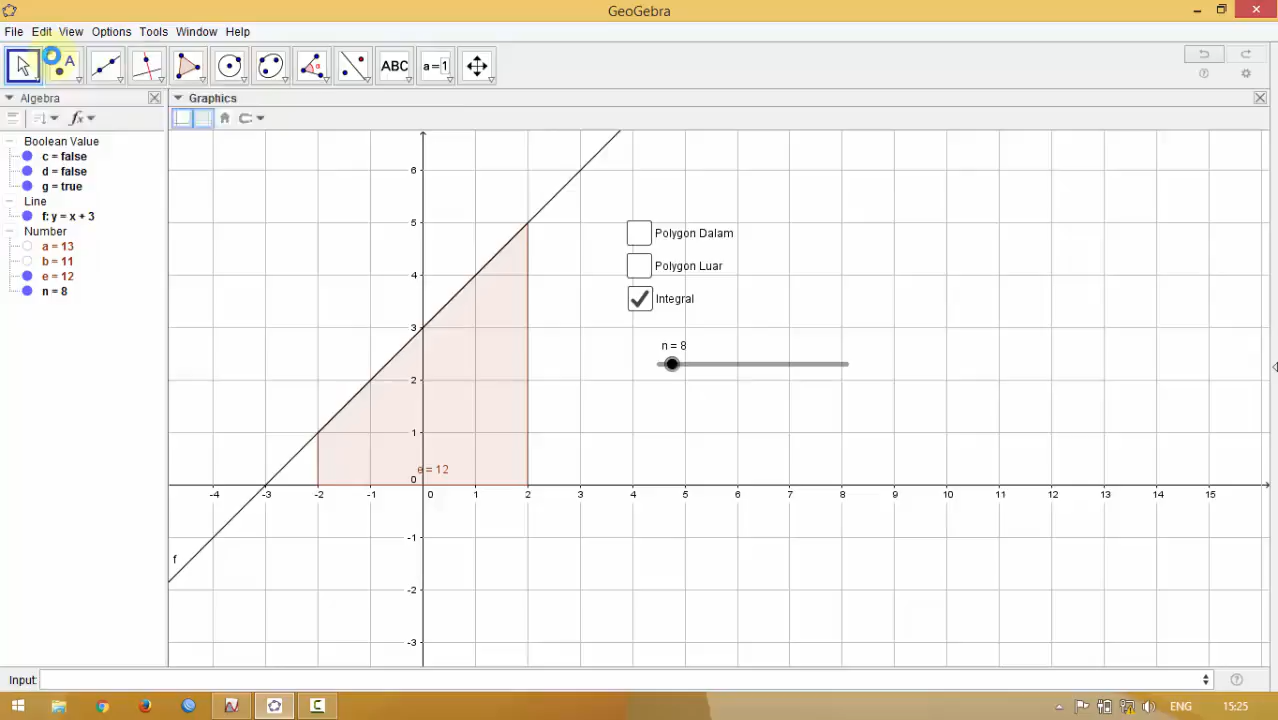 GeoGebra
File Edit View Options Tools Window Help
A
ABC
a=1
Algebra
Graphics
Boolean Value
c = false
d = false
g = true
Line
f: y = x + 3
Number
a = 13
b = 11
e = 12
n = 8
6
5
4
3
2
1
0
-1
-2
-3
-4 -3 -2 -1 0 1 2 3 4 5 6 7 8 9 10 11 12 13 14 15
Polygon Dalam
Polygon Luar
Integral
n = 8
e = 12
f
Input:
ENG
15:25